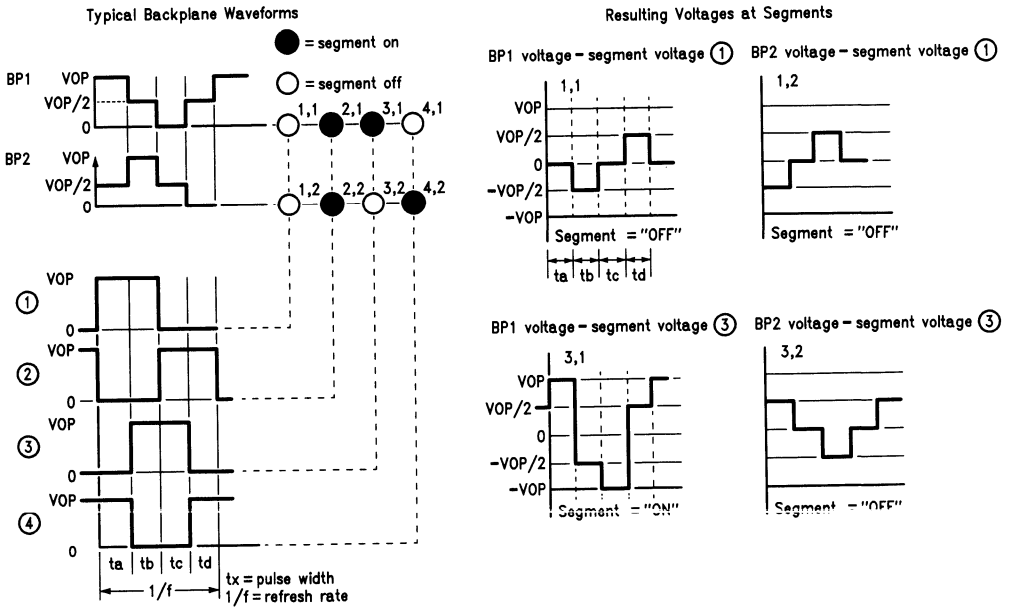 Typical Backplane Waveforms
= segment on
= segment off
BP1
VOP
VOP/2
0
BP2
VOP
VOP/2
0
1,1 2,1 3,1 4,1
1,2 2,2 3,2 4,2
1
VOP
0
2
VOP
0
3
VOP
0
4
VOP
0
ta tb tc td
1/f
tx = pulse width
1/f = refresh rate
Resulting Voltages at Segments
BP1 voltage – segment voltage 1
1,1
VOP
VOP/2
0
–VOP/2
–VOP
Segment = "OFF"
ta tb tc td
BP2 voltage – segment voltage 1
1,2
Segment = "OFF"
BP1 voltage – segment voltage 3
3,1
VOP
VOP/2
0
–VOP/2
–VOP
Segment = "ON"
BP2 voltage – segment voltage 3
3,2
Segment = "OFF"